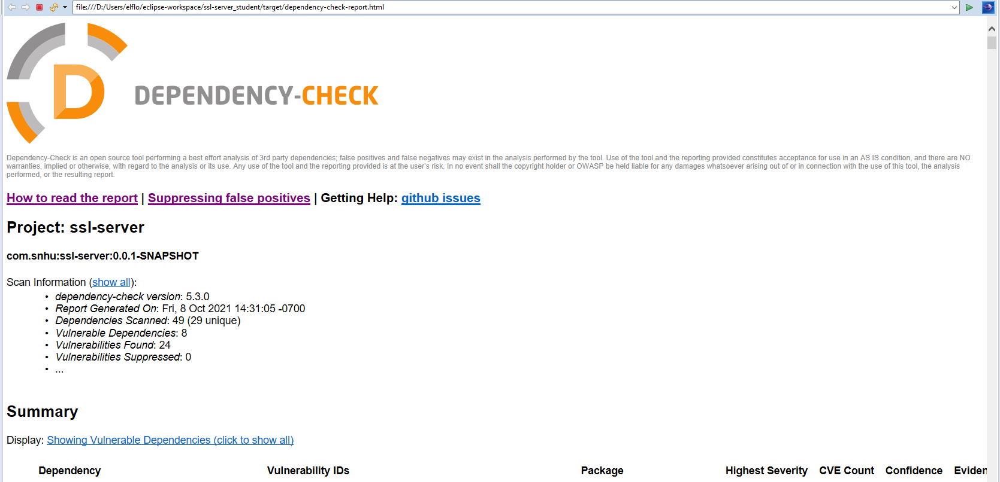 file:///D:/Users/elflo/eclipse-workspace/ssl-server_student/target/dependency-check-report.html
D
DEPENDENCY-CHECK
Dependency-Check is an open source tool performing a best effort analysis of 3rd party dependencies; false positives and false negatives may exist in the analysis performed by the tool. Use of the tool and the reporting provided constitutes acceptance for use in an AS IS condition, and there are NO
warranties, implied or otherwise, with regard to the analysis or its use. Any use of the tool and the reporting provided is at the user's risk. In no event shall the copyright holder or OWASP be held liable for any damages whatsoever arising out of or in connection with the use of this tool, the analysis
performed, or the resulting report.
How to read the report | Suppressing false positives | Getting Help: github issues
Project: ssl-server
com.snhu:ssl-server:0.0.1-SNAPSHOT
Scan Information (show all):
• dependency-check version: 5.3.0
• Report Generated On: Fri, 8 Oct 2021 14:31:05 -0700
• Dependencies Scanned: 49 (29 unique)
• Vulnerable Dependencies: 8
• Vulnerabilities Found: 24
• Vulnerabilities Suppressed: 0
• ...
Summary
Display: Showing Vulnerable Dependencies (click to show all)
Dependency Vulnerability IDs Package Highest Severity CVE Count Confidence Eviden